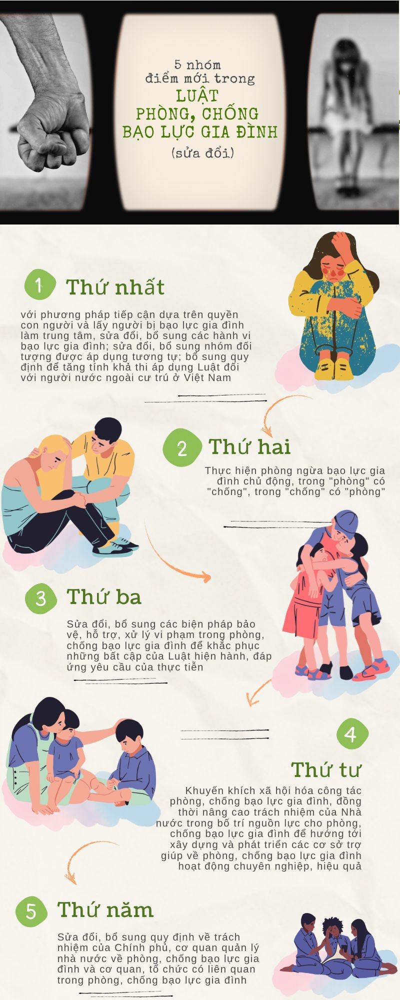 5 nhóm
điểm mới trong
LUẬT
PHÒNG, CHỐNG
BẠO LỰC GIA ĐÌNH
(sửa đổi)
1
Thứ nhất
với phương pháp tiếp cận dựa trên quyền
con người và lấy người bị bạo lực gia đình
làm trung tâm, sửa đổi, bổ sung các hành vi
bạo lực gia đình; sửa đổi, bổ sung nhóm đối
tượng được áp dụng tương tự; bổ sung quy
định để tăng tính khả thi áp dụng Luật đối
với người nước ngoài cư trú ở Việt Nam
2
Thứ hai
Thực hiện phòng ngừa bạo lực gia
đình chủ động, trong "phòng" có
"chống", trong "chống" có "phòng"
3
Thứ ba
Sửa đổi, bổ sung các biện pháp bảo
vệ, hỗ trợ, xử lý vi phạm trong phòng,
chống bạo lực gia đình để khắc phục
những bất cập của Luật hiện hành, đáp
ứng yêu cầu của thực tiễn
4
Thứ tư
Khuyến khích xã hội hóa công tác
phòng, chống bạo lực gia đình, đồng
thời nâng cao trách nhiệm của Nhà
nước trong bố trí nguồn lực cho phòng,
chống bạo lực gia đình để hướng tới
xây dựng và phát triển các cơ sở trợ
giúp về phòng, chống bạo lực gia đình
hoạt động chuyên nghiệp, hiệu quả
5
Thứ năm
Sửa đổi, bổ sung quy định về trách
nhiệm của Chính phủ, cơ quan quản lý
nhà nước về phòng, chống bạo lực gia
đình và cơ quan, tổ chức có liên quan
trong phòng, chống bạo lực gia đình